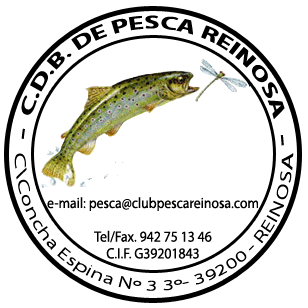 – C.D.B. DE PESCA REINOSA –
e-mail: pesca@clubpescareinosa.com
Tel/Fax. 942 75 13 46
C.I.F. G39201843
C\Concha Espina Nº 3 3º- 39200 - REINOSA